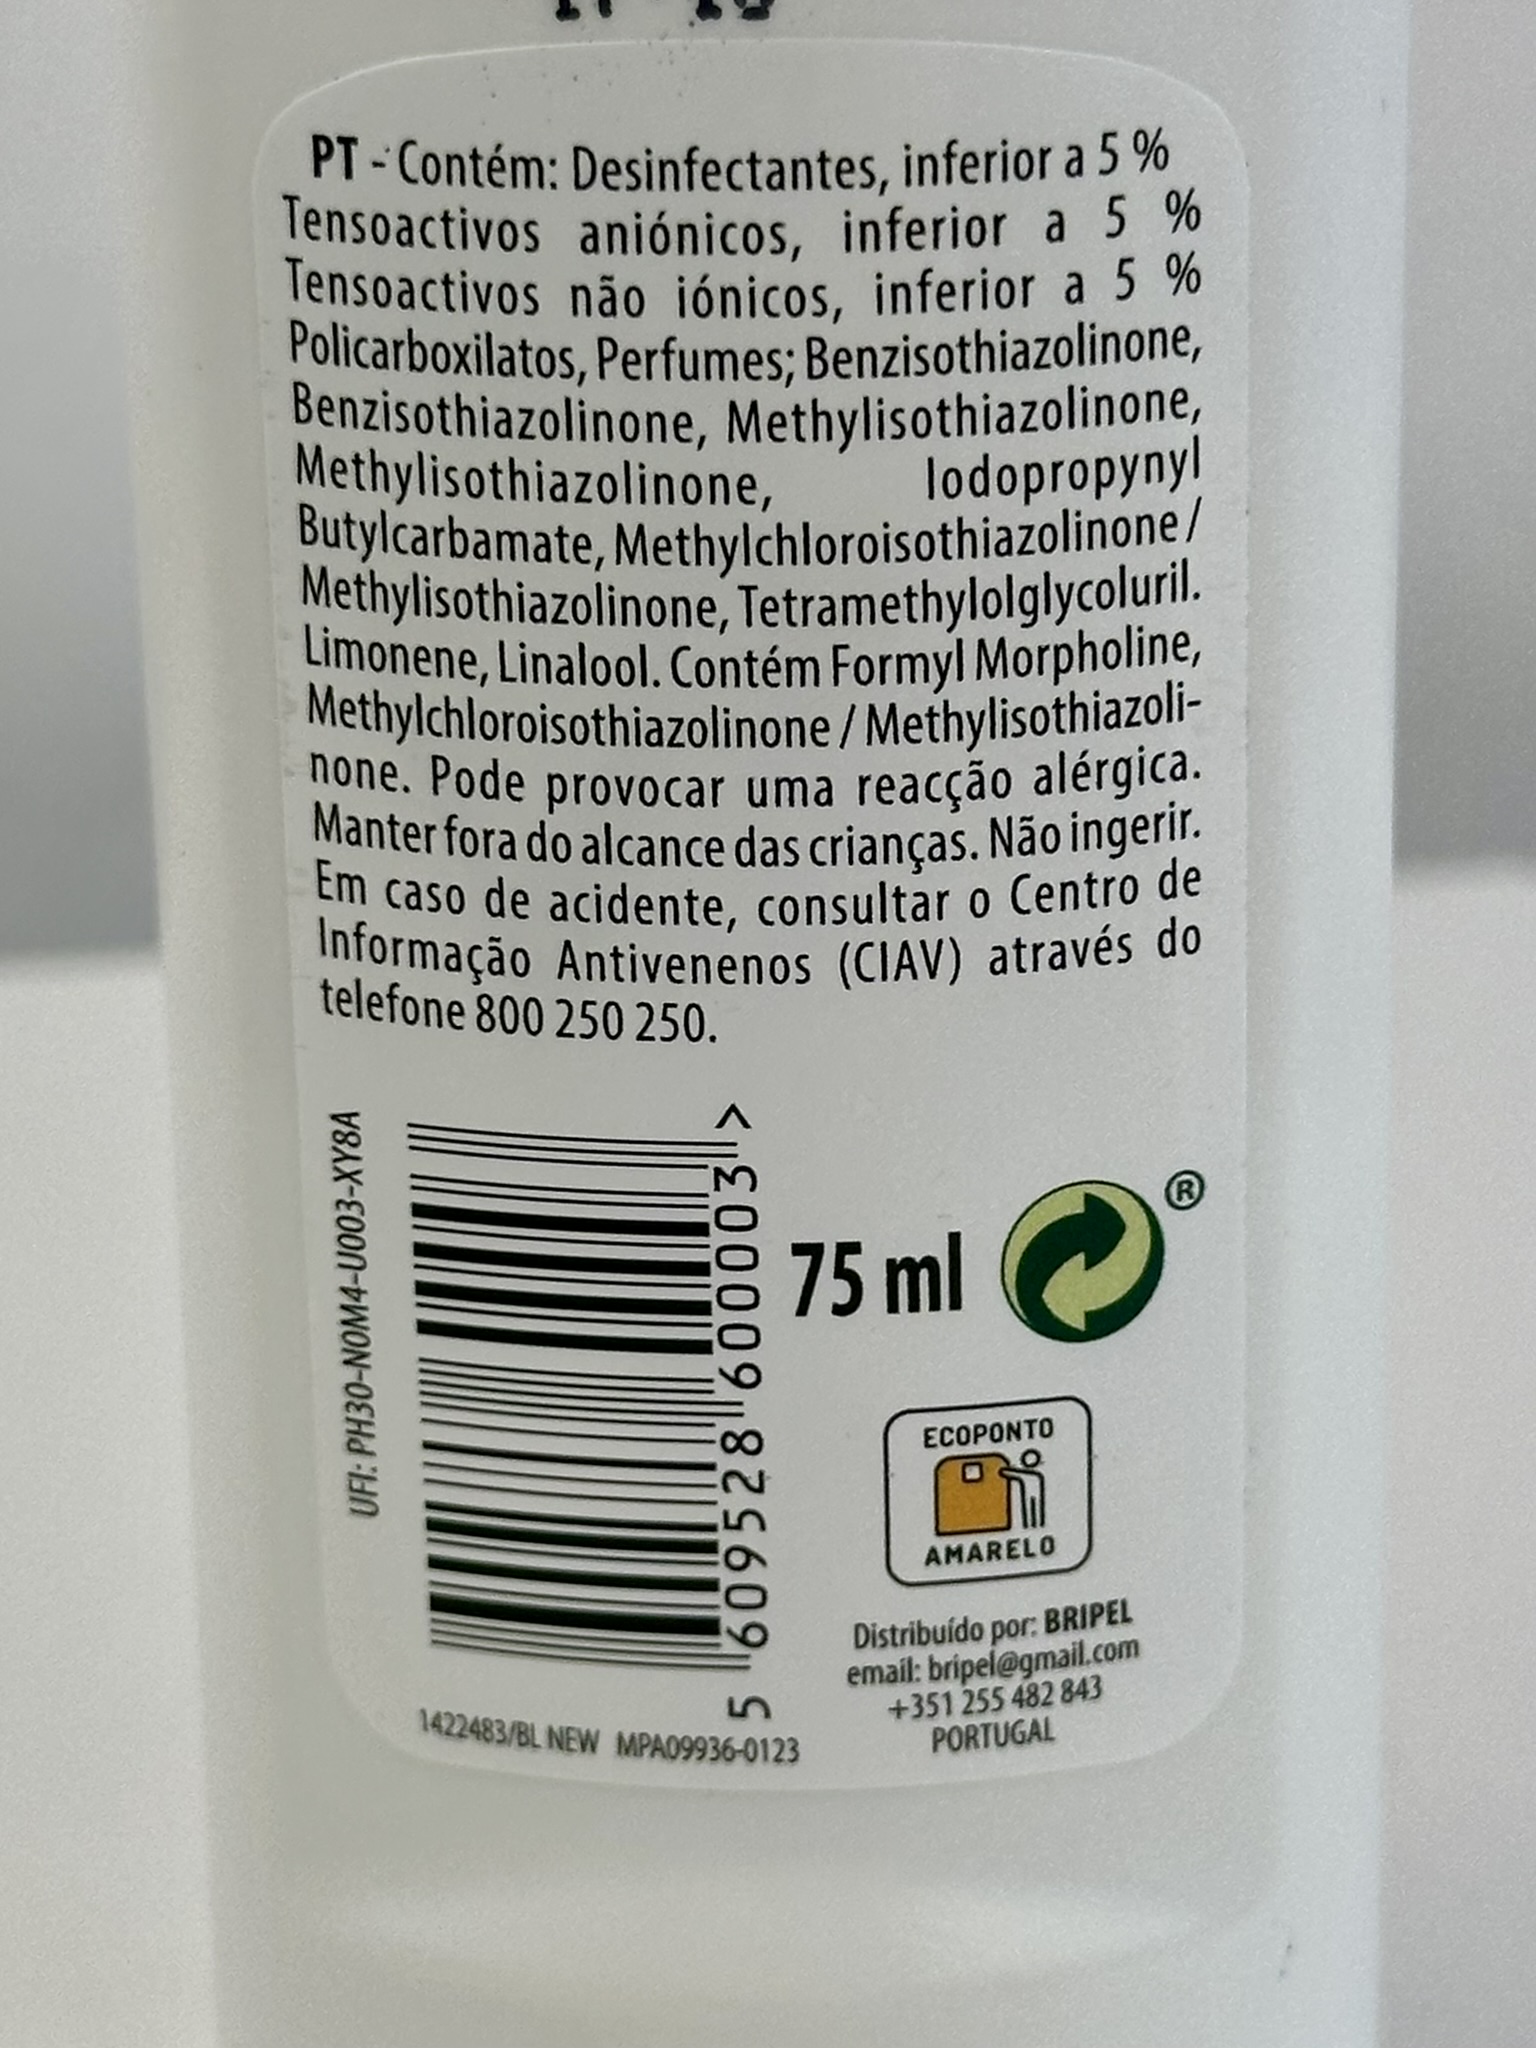 PT - Contém: Desinfectantes, inferior a 5 %
Tensoactivos aniónicos, inferior a 5 %
Tensoactivos não iónicos, inferior a 5 %
Policarboxilatos, Perfumes; Benzisothiazolinone,
Benzisothiazolinone, Methylisothiazolinone,
Methylisothiazolinone, Iodopropynyl
Butylcarbamate, Methylchloroisothiazolinone /
Methylisothiazolinone, Tetramethylolglycoluril.
Limonene, Linalool. Contém Formyl Morpholine,
Methylchloroisothiazolinone / Methylisothiazoli-
none. Pode provocar uma reacção alérgica.
Manter fora do alcance das crianças. Não ingerir.
Em caso de acidente, consultar o Centro de
Informação Antivenenos (CIAV) através do
telefone 800 250 250.
UFI: PH30-N0M4-U003-XY8A
5 609528 600003 >
75 ml
®
ECOPONTO
AMARELO
Distribuído por: BRIPEL
email: bripel@gmail.com
+351 255 482 843
PORTUGAL
1422483/BL NEW MPA09936-0123